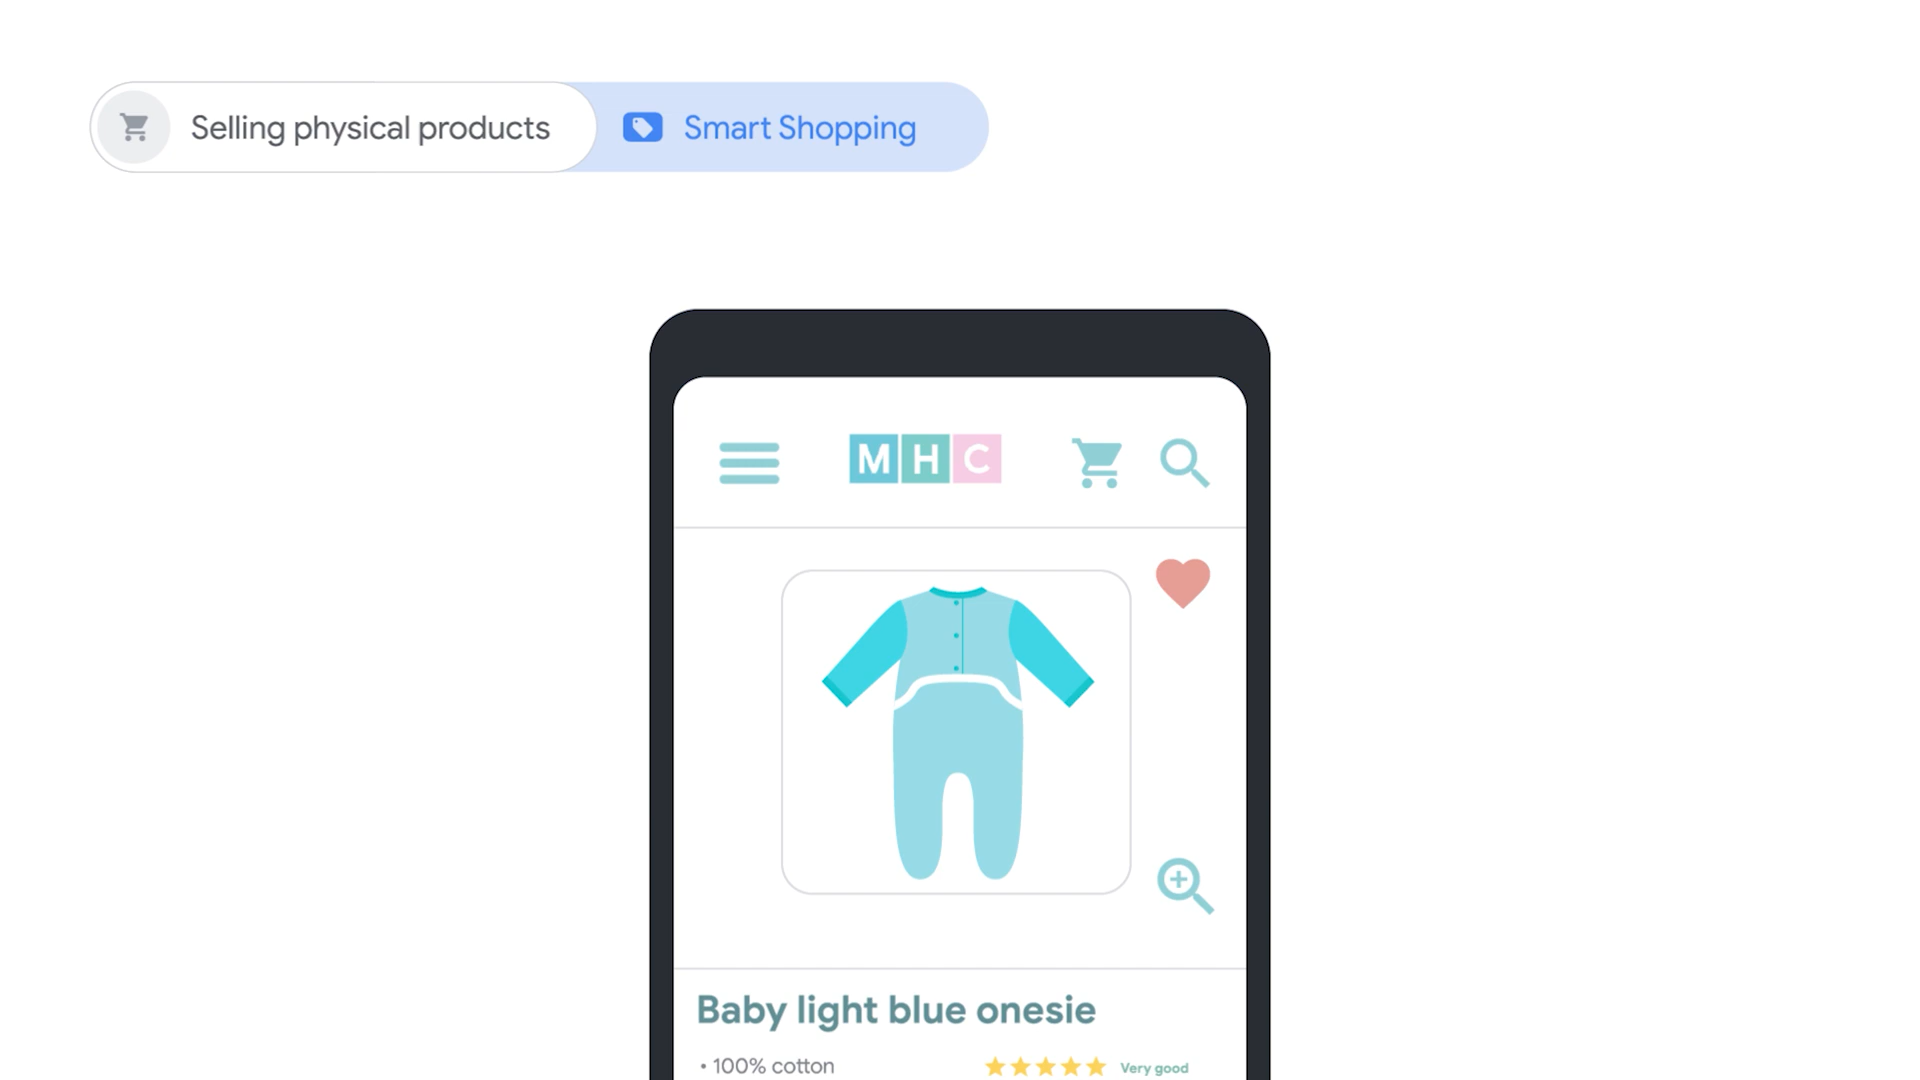 Selling physical products
Smart Shopping
MHC
Baby light blue onesie
• 100% cotton
Very good